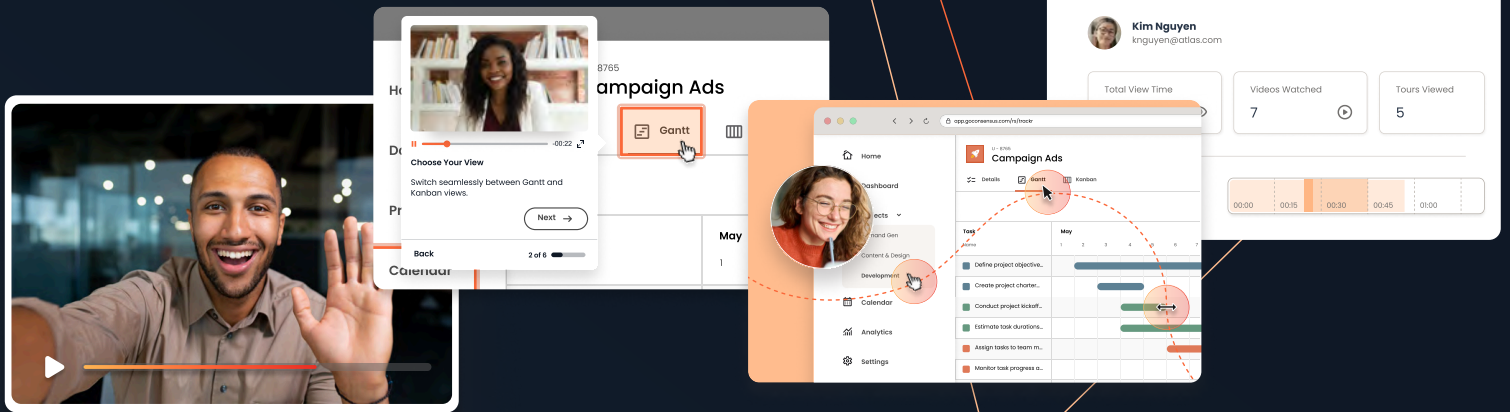 8765
ampaign Ads
Gantt
-00:22
Choose Your View
Switch seamlessly between Gantt and
Kanban views.
Next
Back
2 of 6
Calendar
May
1
app.goconsensus.com/rs/trackr
Home
Dashboard
Content & Design
Development
Calendar
Analytics
Settings
Campaign Ads
Details
Gantt
Kanban
Task
Name
May
1 2 3 4 5 6 7
Define project objective...
Create project charter...
Conduct project kickoff...
Estimate task durations...
Assign tasks to team m...
Monitor task progress a...
Kim Nguyen
knguyen@atlas.com
Total View Time
Videos Watched
7
Tours Viewed
5
00:00
00:15
00:30
00:45
01:00